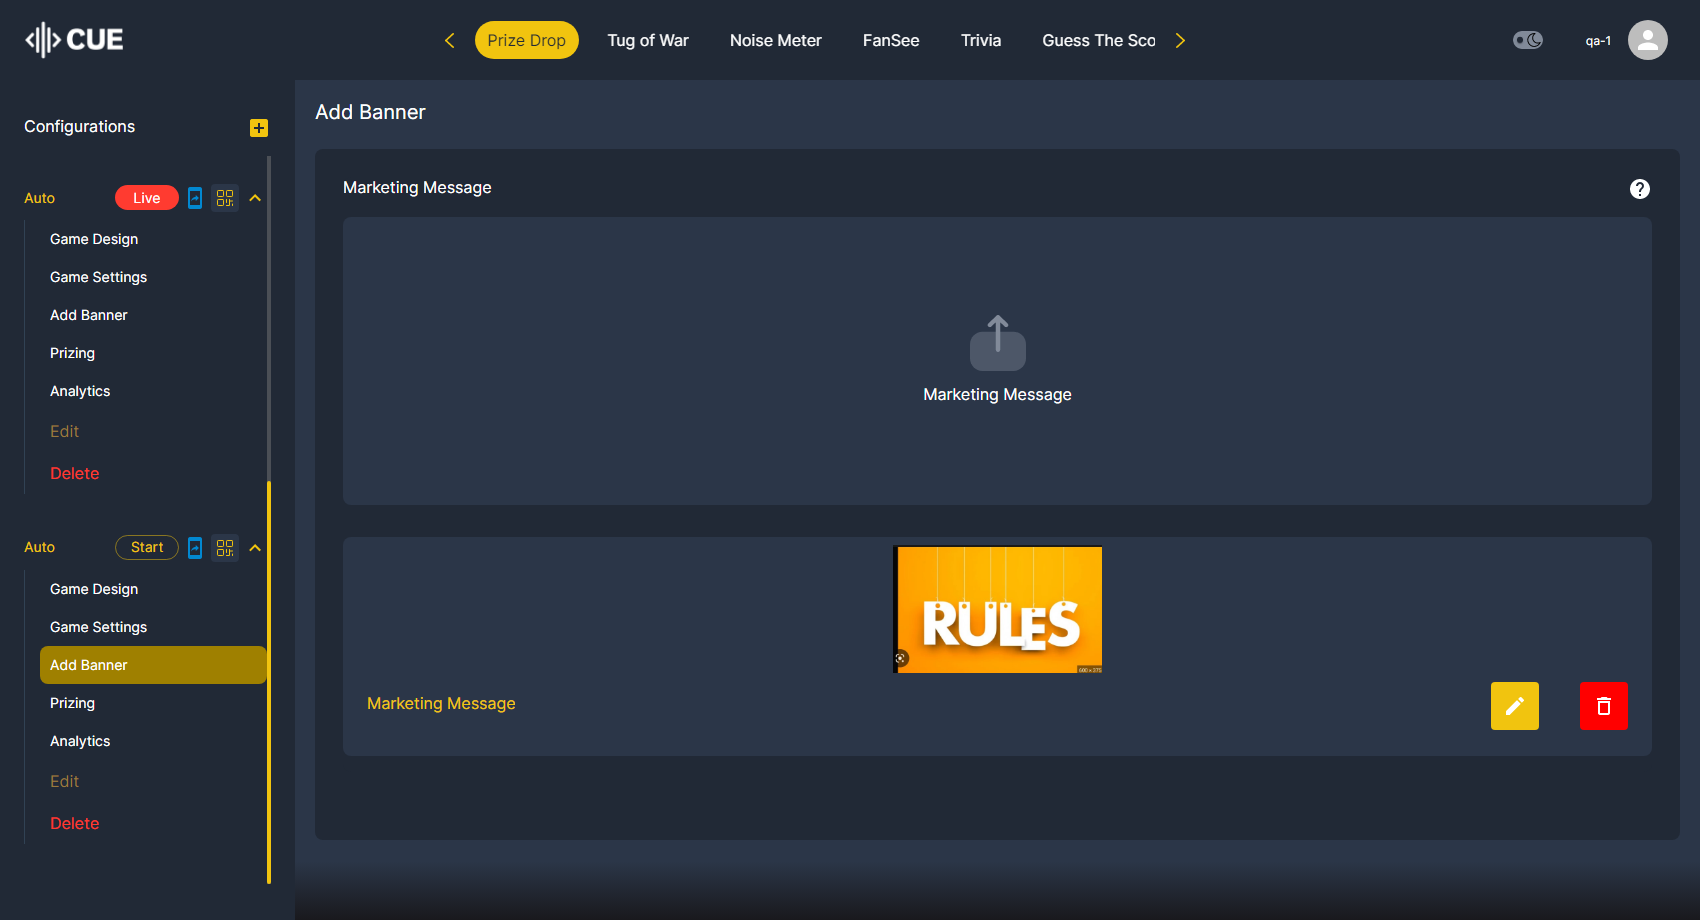 CUE
Prize Drop
Tug of War
Noise Meter
FanSee
Trivia
Guess The Sco
qa-1
Configurations
Add Banner
Auto
Live
Game Design
Game Settings
Add Banner
Prizing
Analytics
Edit
Delete
Auto
Start
Game Design
Game Settings
Add Banner
Prizing
Analytics
Edit
Delete
Marketing Message
?
Marketing Message
RULES
600 x 375
Marketing Message